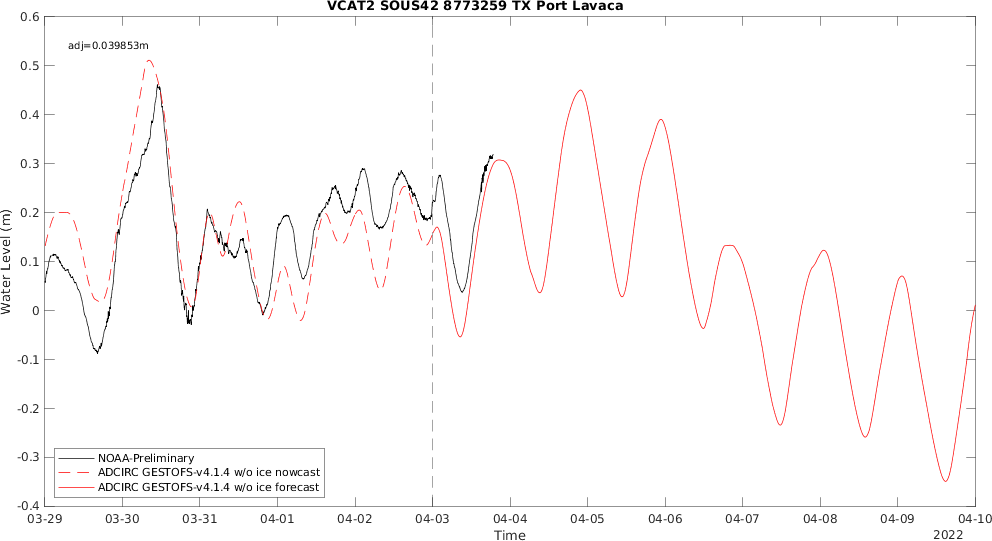 VCAT2 SOUS42 8773259 TX Port Lavaca
adj=0.039853m
0.6
0.5
0.4
0.3
0.2
0.1
0
-0.1
-0.2
-0.3
-0.4
Water Level (m)
NOAA-Preliminary
ADCIRC GESTOFS-v4.1.4 w/o ice nowcast
ADCIRC GESTOFS-v4.1.4 w/o ice forecast
03-29 03-30 03-31 04-01 04-02 04-03 04-04 04-05 04-06 04-07 04-08 04-09 04-10
Time
2022